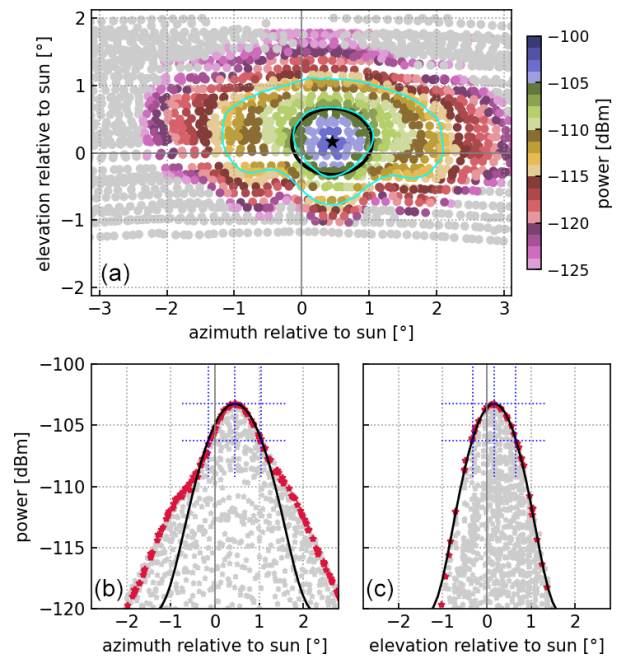 2
1
0
−1
−2
elevation relative to sun [°]
(a)
−3 −2 −1 0 1 2 3
azimuth relative to sun [°]
−100
−105
−110
−115
−120
−125
power [dBm]
−100
−105
−110
−115
−120
power [dBm]
(b)
−2 −1 0 1 2
azimuth relative to sun [°]
(c)
−2 −1 0 1 2
elevation relative to sun [°]